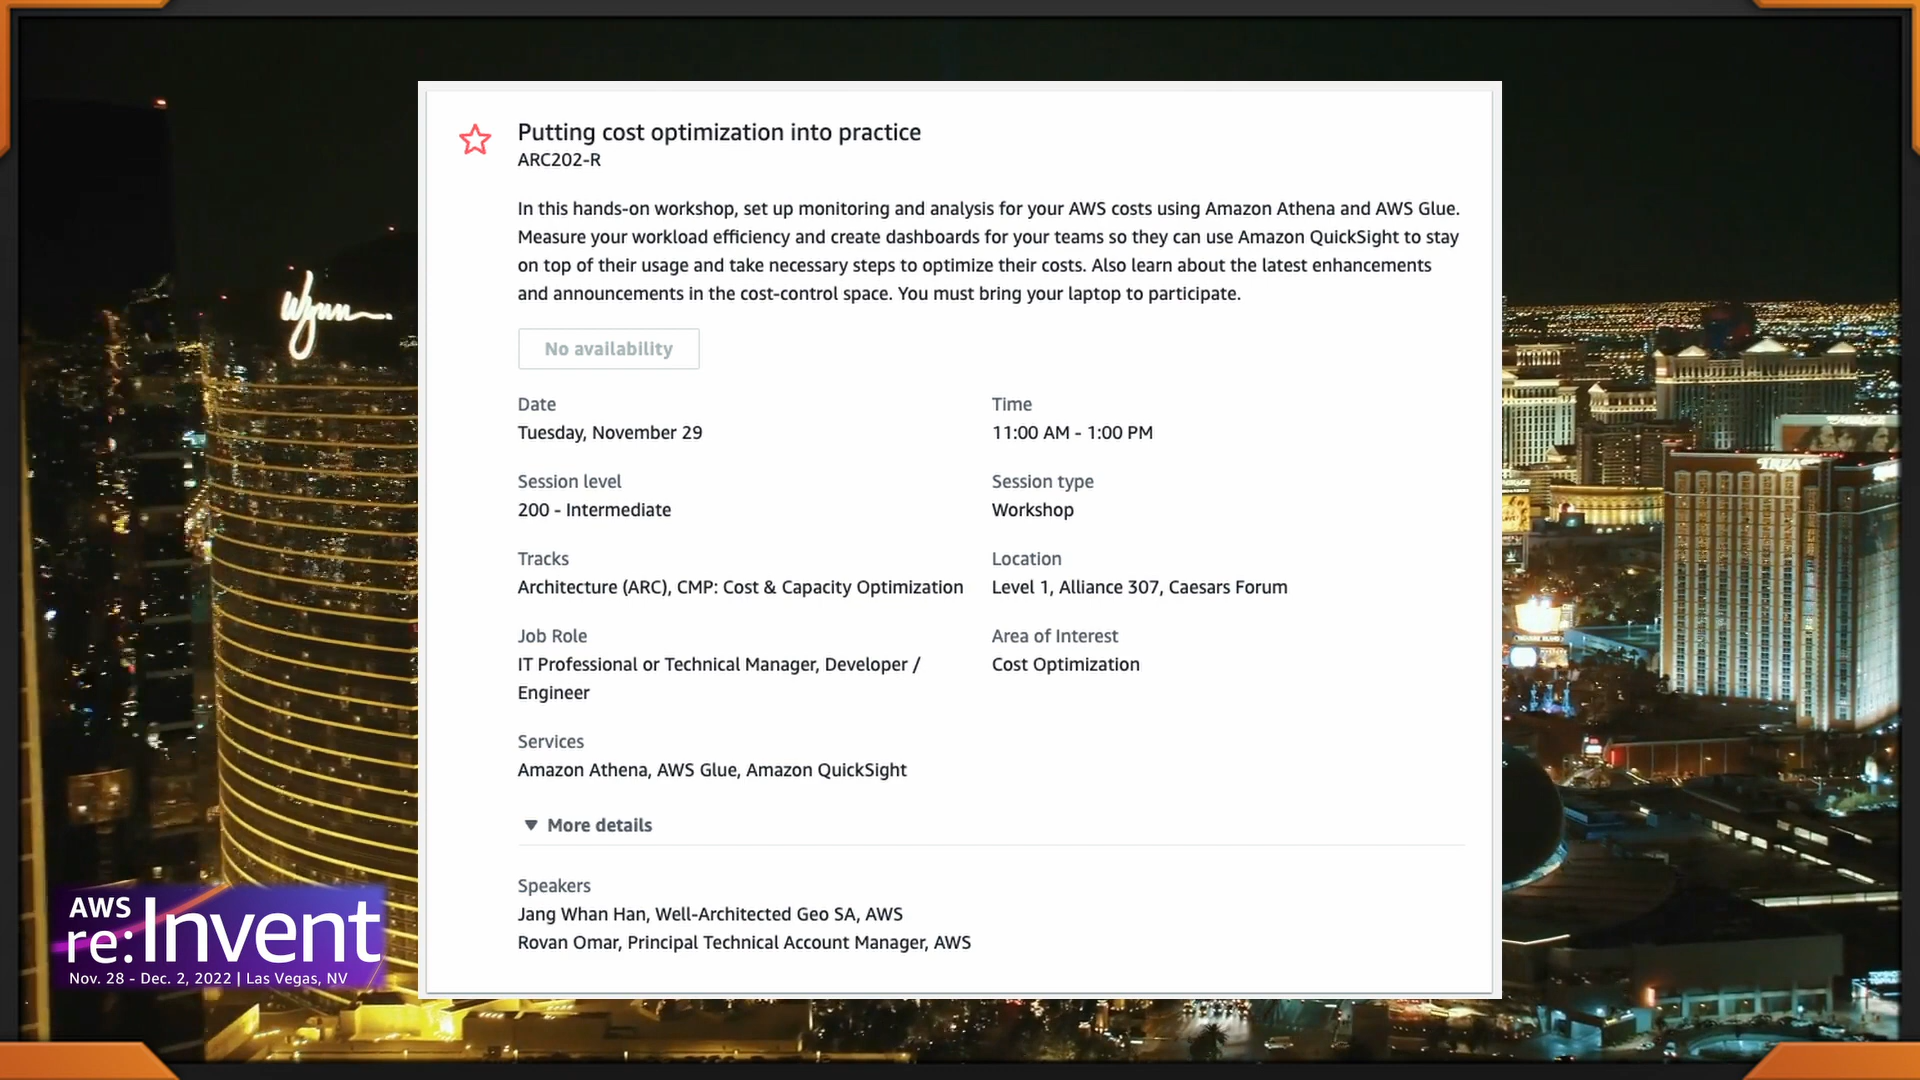 Putting cost optimization into practice
ARC202-R
In this hands-on workshop, set up monitoring and analysis for your AWS costs using Amazon Athena and AWS Glue.
Measure your workload efficiency and create dashboards for your teams so they can use Amazon QuickSight to stay
on top of their usage and take necessary steps to optimize their costs. Also learn about the latest enhancements
and announcements in the cost-control space. You must bring your laptop to participate.
No availability
Date
Tuesday, November 29
Time
11:00 AM - 1:00 PM
Session level
200 - Intermediate
Session type
Workshop
Tracks
Architecture (ARC), CMP: Cost & Capacity Optimization
Location
Level 1, Alliance 307, Caesars Forum
Job Role
IT Professional or Technical Manager, Developer /
Engineer
Area of Interest
Cost Optimization
Services
Amazon Athena, AWS Glue, Amazon QuickSight
More details
Speakers
Jang Whan Han, Well-Architected Geo SA, AWS
Rovan Omar, Principal Technical Account Manager, AWS
Wynn
AWS
re:Invent
Nov. 28 - Dec. 2, 2022 | Las Vegas, NV